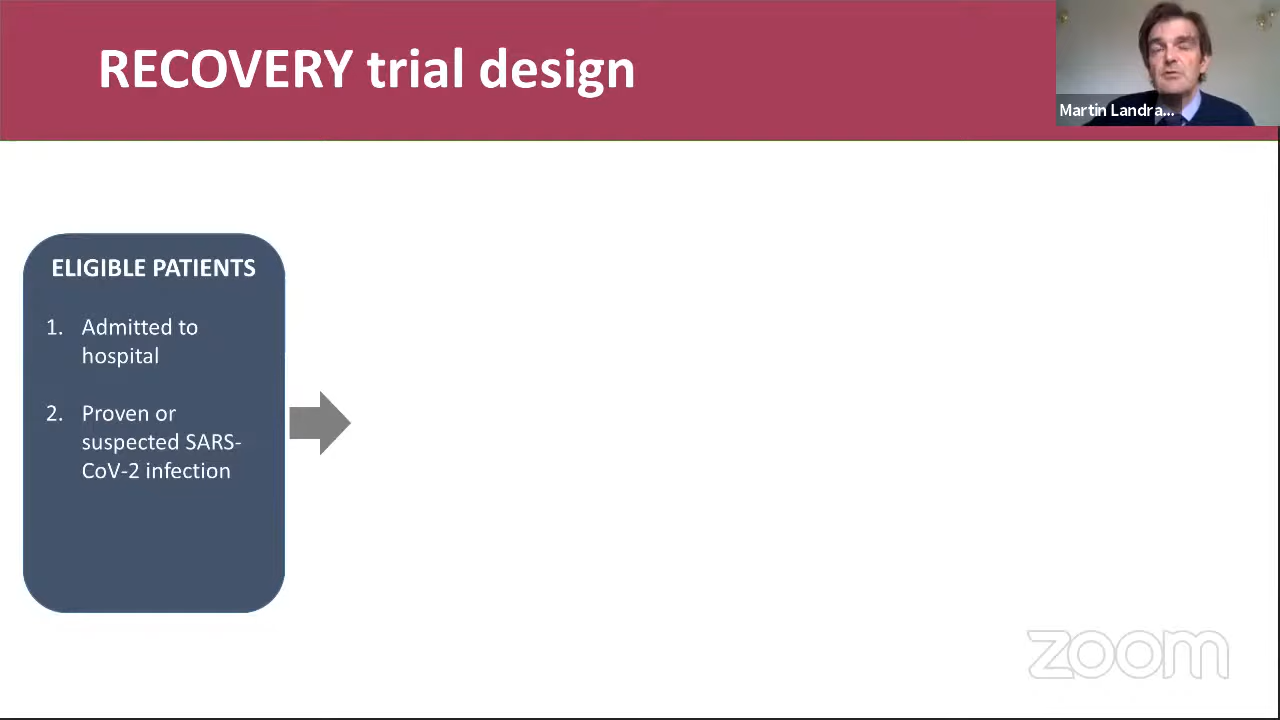 RECOVERY trial design
Martin Landra...
ELIGIBLE PATIENTS
1. Admitted to
hospital
2. Proven or
suspected SARS-
CoV-2 infection
zoom